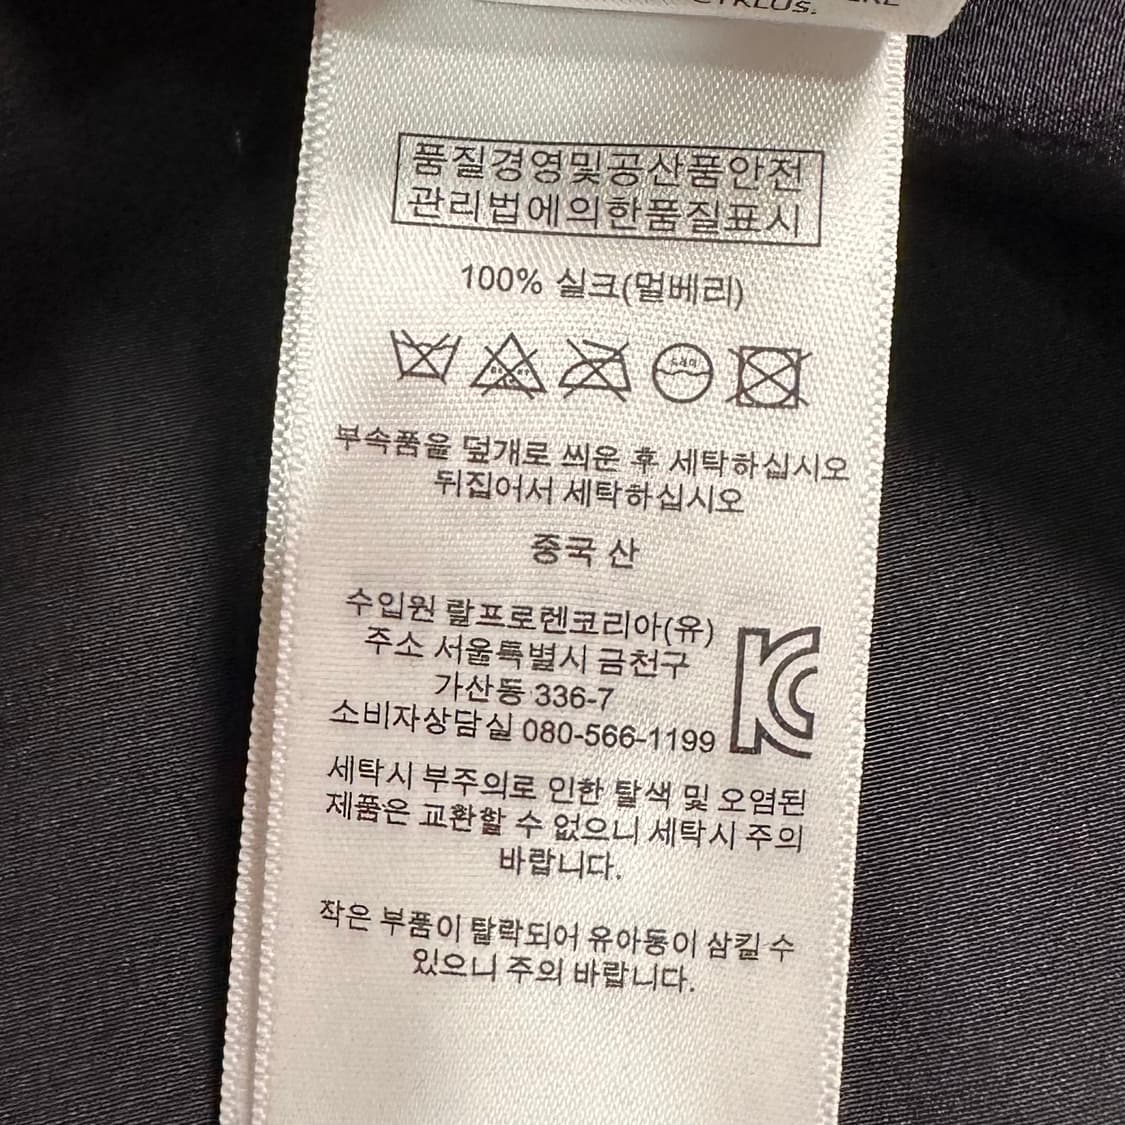 CYKLUS.
품질경영및공산품안전
관리법에의한품질표시
100% 실크(멀베리)
드라이
부속품을 덮개로 씌운 후 세탁하십시오
뒤집어서 세탁하십시오
중국 산
수입원 랄프로렌코리아(유)
주소 서울특별시 금천구
가산동 336-7
소비자상담실 080-566-1199
세탁시 부주의로 인한 탈색 및 오염된
제품은 교환할 수 없으니 세탁시 주의
바랍니다.
작은 부품이 탈락되어 유아동이 삼킬 수
있으니 주의 바랍니다.